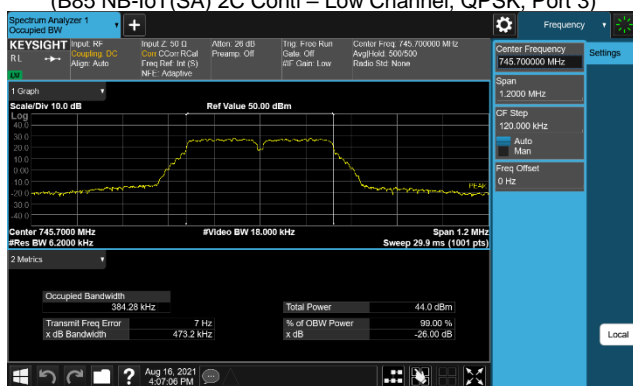 (B85 NB-IoT(SA) 2C Conti – Low Channel, QPSK, Port 3)
Spectrum Analyzer 1
Occupied BW
Frequency
KEYSIGHT
RL
Input: RF
Coupling: DC
Align: Auto
Input Z: 50 Ω
Corr CCorr RCal
Freq Ref: Int (S)
NFE: Adaptive
Atten: 26 dB
Preamp: Off
Trig: Free Run
Gate: Off
#IF Gain: Low
Center Freq: 745.700000 MHz
Avg|Hold: 500/500
Radio Std: None
Center Frequency
745.700000 MHz
Settings
Span
1.2000 MHz
CF Step
120.000 kHz
Auto
Man
Freq Offset
0 Hz
1 Graph
Scale/Div 10.0 dB
Ref Value 50.00 dBm
Log
40.0
30.0
20.0
10.0
0.00
-10.0
-20.0
-30.0
-40.0
PEAK
Center 745.7000 MHz
#Video BW 18.000 kHz
Span 1.2 MHz
#Res BW 6.2000 kHz
Sweep 29.9 ms (1001 pts)
2 Metrics
Occupied Bandwidth
384.28 kHz
Total Power 44.0 dBm
Transmit Freq Error 7 Hz
% of OBW Power 99.00 %
x dB Bandwidth 473.2 kHz
x dB -26.00 dB
Local
Aug 16, 2021
4:07:06 PM